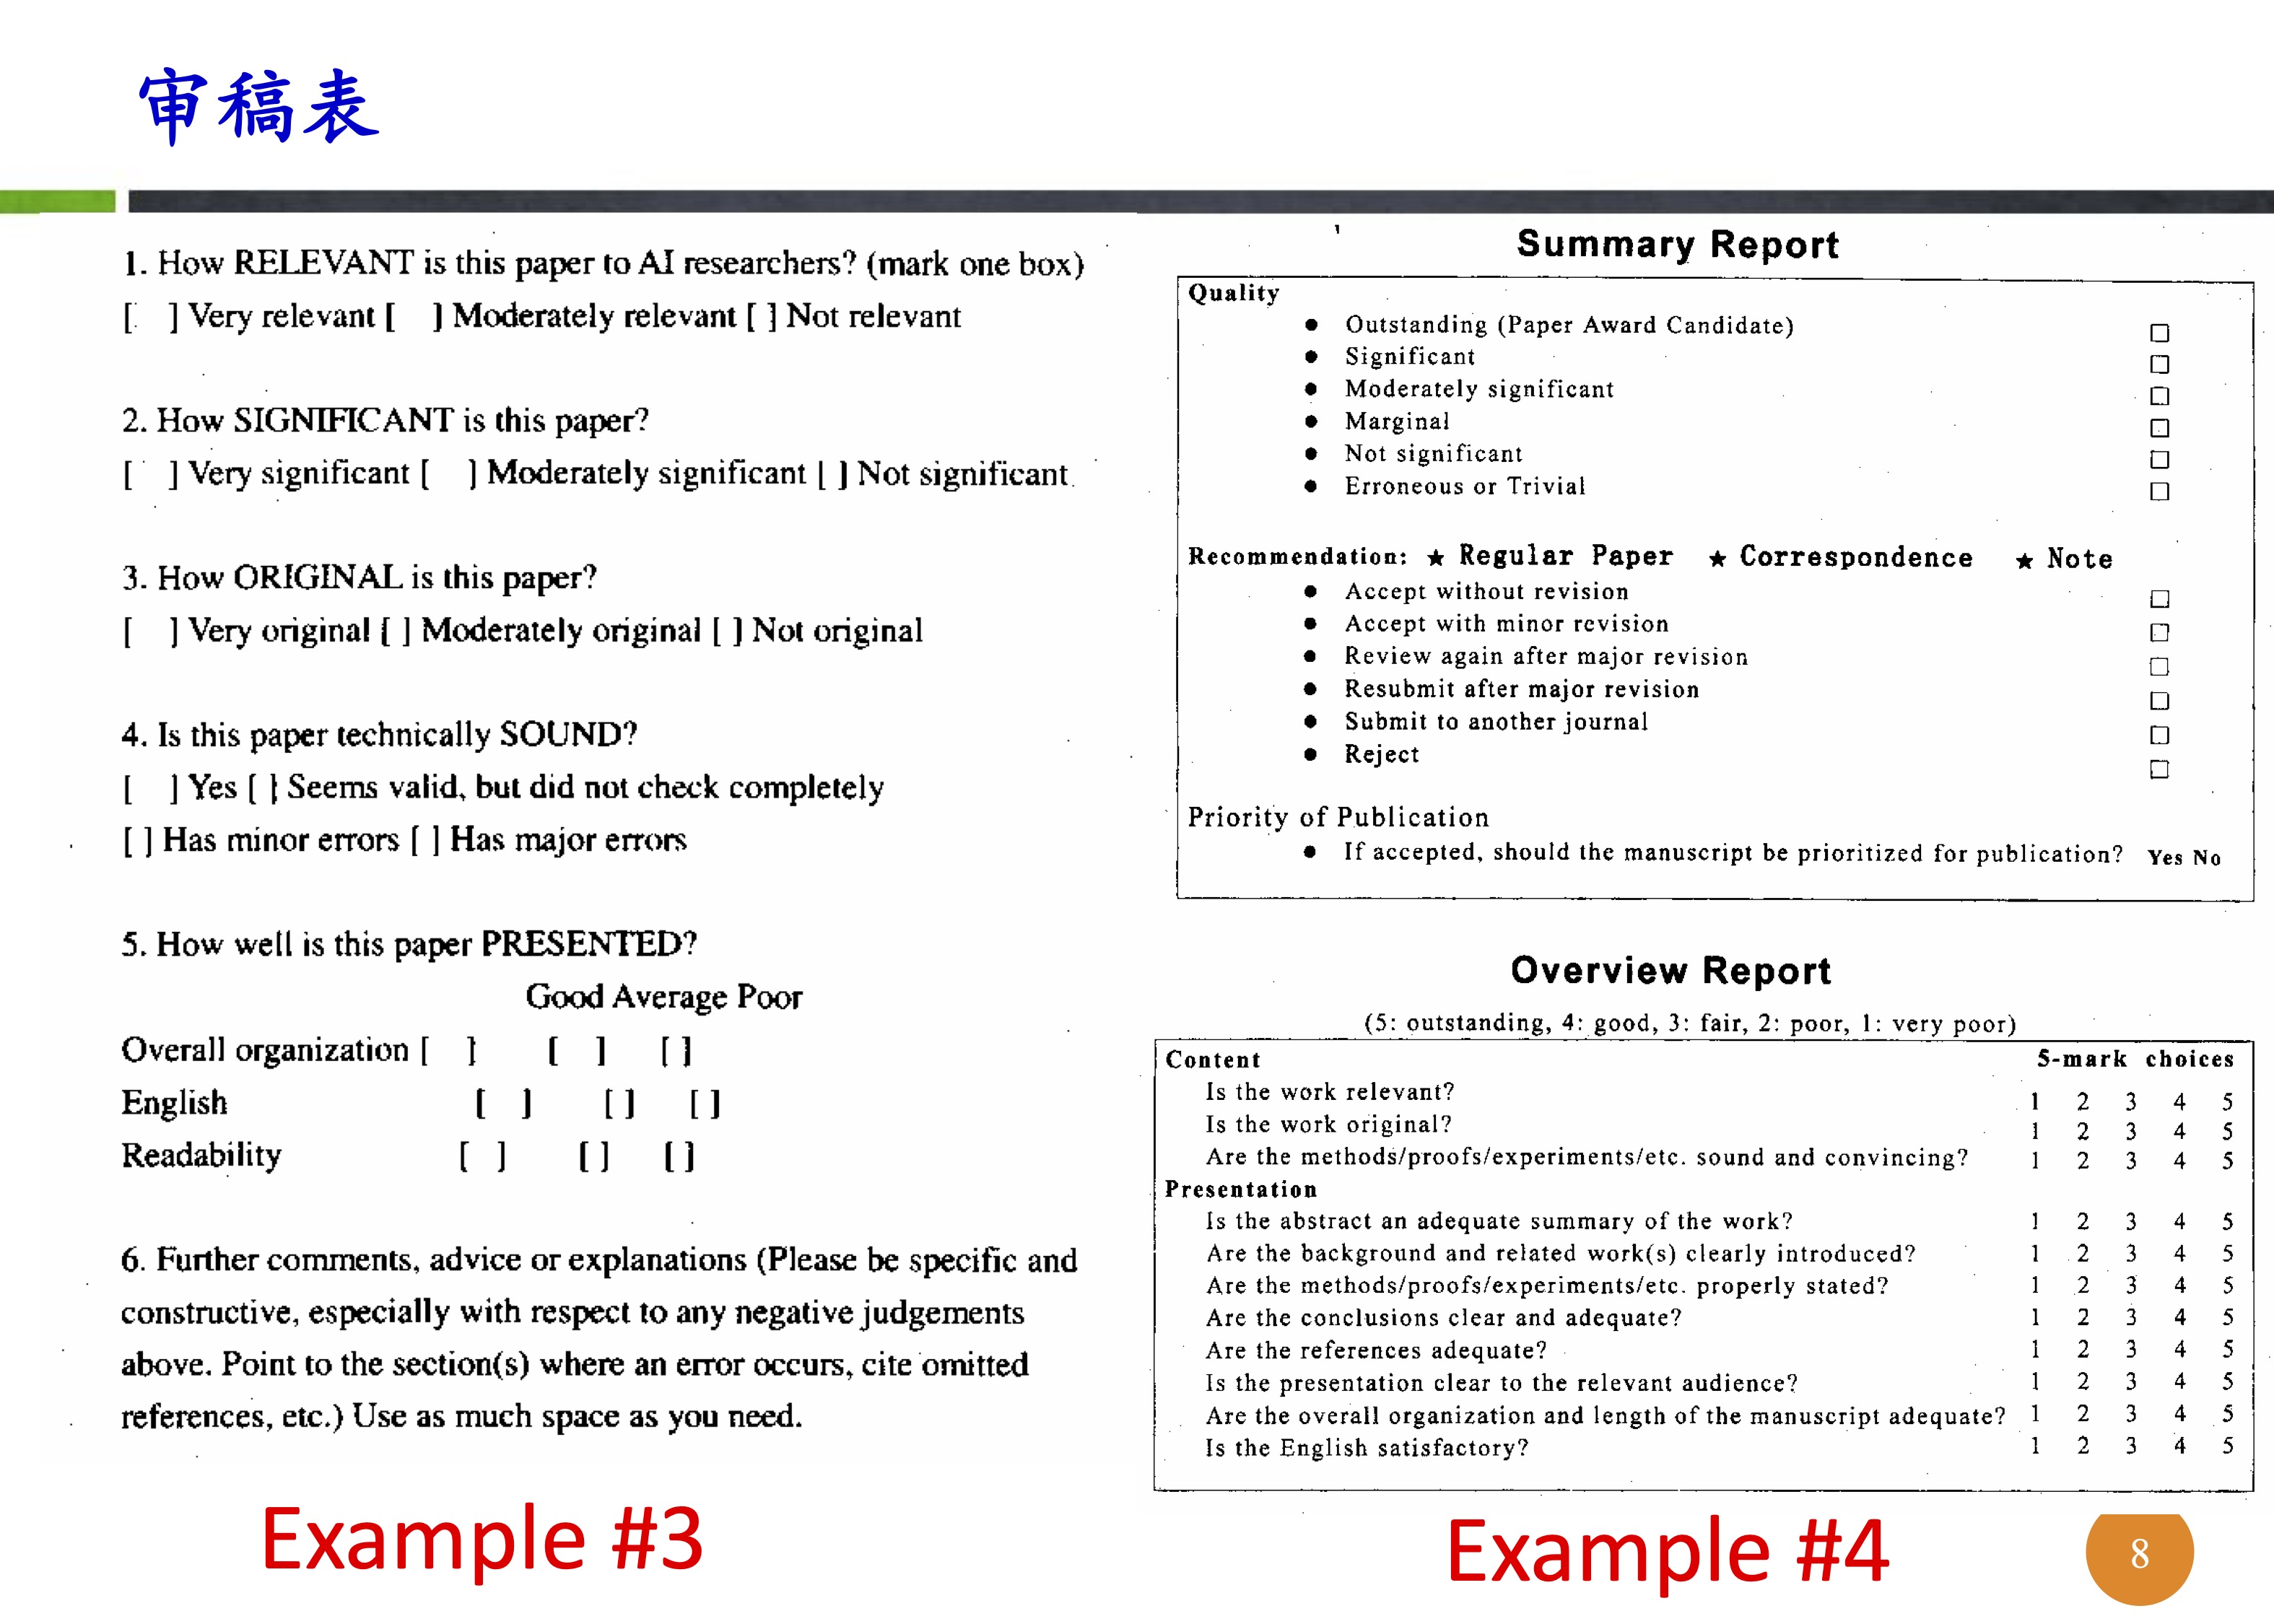 审稿表
1. How RELEVANT is this paper to AI researchers? (mark one box)
[ ] Very relevant [ ] Moderately relevant [ ] Not relevant
2. How SIGNIFICANT is this paper?
[ ] Very significant [ ] Moderately significant [ ] Not significant
3. How ORIGINAL is this paper?
[ ] Very original [ ] Moderately original [ ] Not original
4. Is this paper technically SOUND?
[ ] Yes [ ] Seems valid, but did not check completely
[ ] Has minor errors [ ] Has major errors
5. How well is this paper PRESENTED?
Good Average Poor
Overall organization [ ] [ ] [ ]
English [ ] [ ] [ ]
Readability [ ] [ ] [ ]
6. Further comments, advice or explanations (Please be specific and
constructive, especially with respect to any negative judgements
above. Point to the section(s) where an error occurs, cite omitted
references, etc.) Use as much space as you need.
Example #3
Summary Report
Quality
● Outstanding (Paper Award Candidate) □
● Significant □
● Moderately significant □
● Marginal □
● Not significant □
● Erroneous or Trivial □
Recommendation: ★ Regular Paper ★ Correspondence ★ Note
● Accept without revision □
● Accept with minor revision □
● Review again after major revision □
● Resubmit after major revision □
● Submit to another journal □
● Reject □
Priority of Publication
● If accepted, should the manuscript be prioritized for publication? Yes No
Overview Report
(5: outstanding, 4: good, 3: fair, 2: poor, 1: very poor)
Content 5-mark choices
Is the work relevant? 1 2 3 4 5
Is the work original? 1 2 3 4 5
Are the methods/proofs/experiments/etc. sound and convincing? 1 2 3 4 5
Presentation
Is the abstract an adequate summary of the work? 1 2 3 4 5
Are the background and related work(s) clearly introduced? 1 2 3 4 5
Are the methods/proofs/experiments/etc. properly stated? 1 2 3 4 5
Are the conclusions clear and adequate? 1 2 3 4 5
Are the references adequate? 1 2 3 4 5
Is the presentation clear to the relevant audience? 1 2 3 4 5
Are the overall organization and length of the manuscript adequate? 1 2 3 4 5
Is the English satisfactory? 1 2 3 4 5
Example #4
8